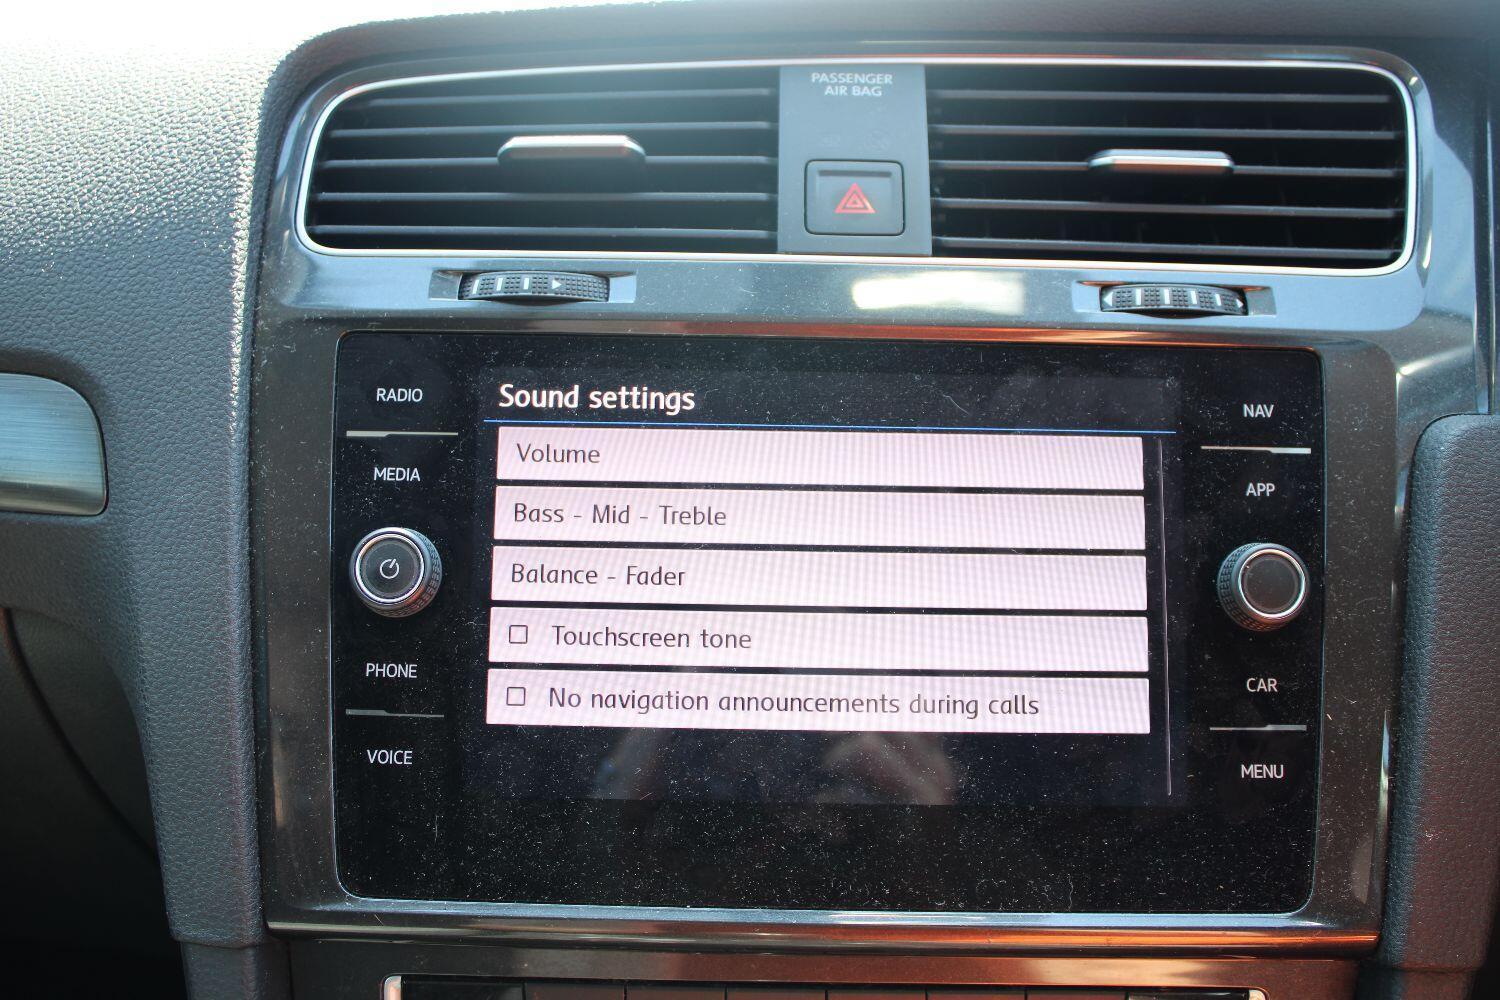 PASSENGER
AIR BAG
RADIO
MEDIA
PHONE
VOICE
Sound settings
Volume
Bass - Mid - Treble
Balance - Fader
Touchscreen tone
No navigation announcements during calls
NAV
APP
CAR
MENU